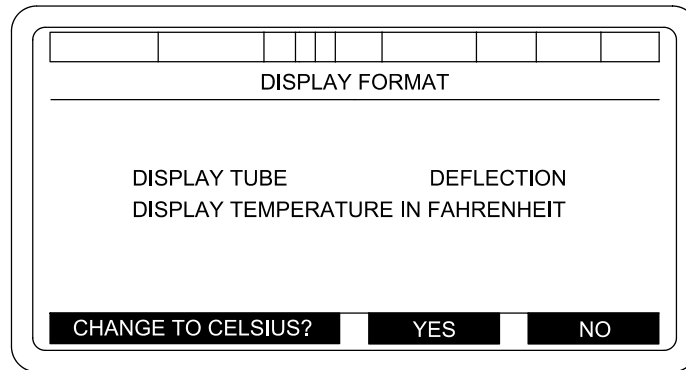 DISPLAY FORMAT
DISPLAY TUBE DEFLECTION
DISPLAY TEMPERATURE IN FAHRENHEIT
CHANGE TO CELSIUS? YES NO